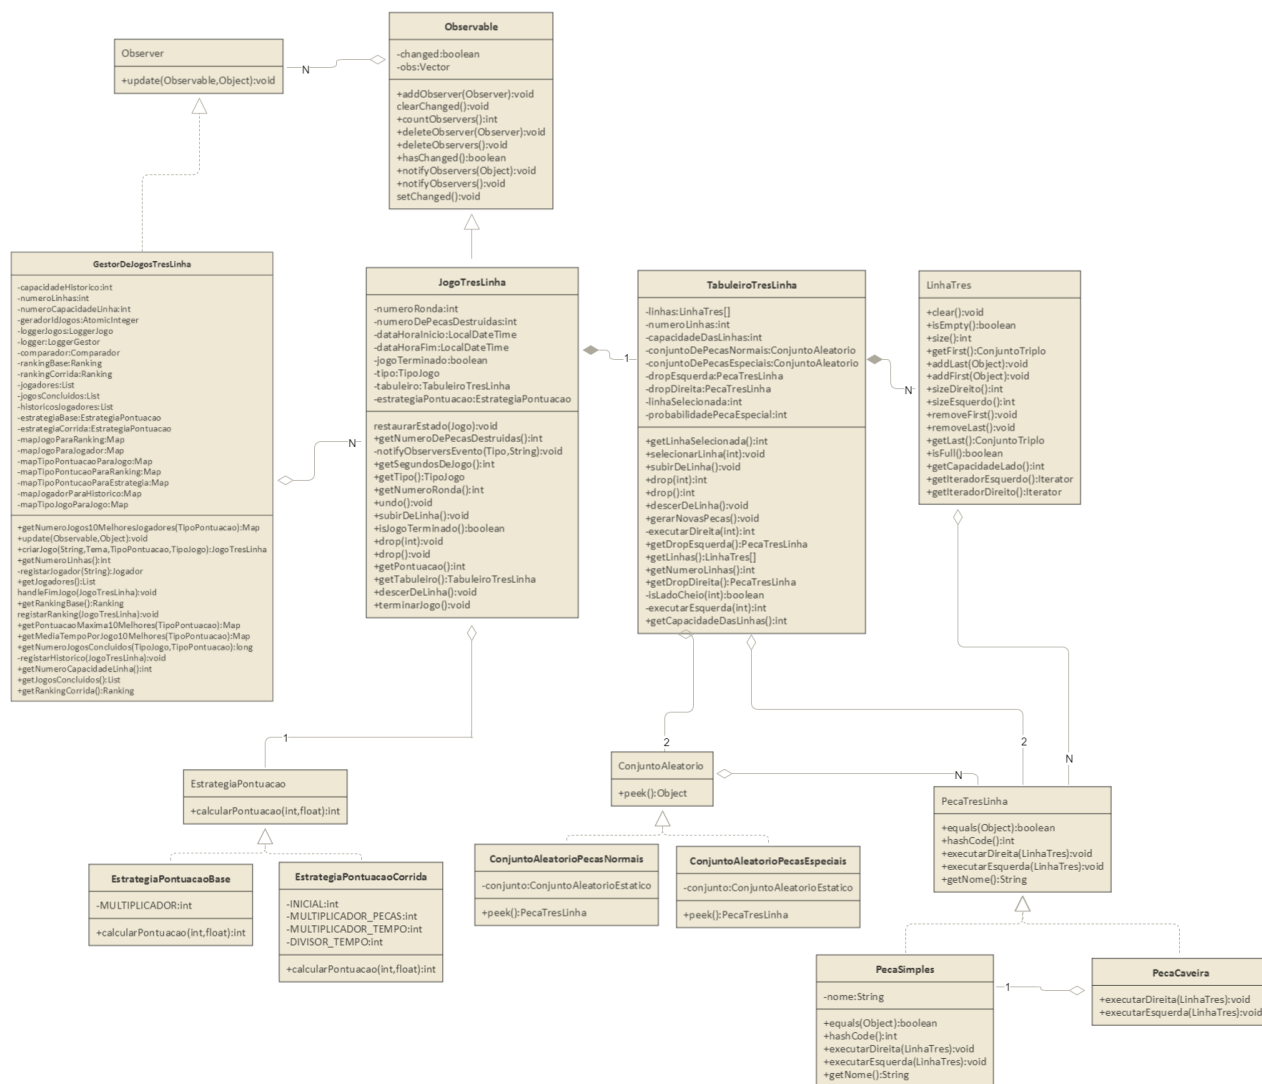 Observable
-changed:boolean
-obs:Vector
+addObserver(Observer):void
clearChanged():void
+countObservers():int
+deleteObserver(Observer):void
+deleteObservers():void
+hasChanged():boolean
+notifyObservers(Object):void
+notifyObservers():void
setChanged():void
Observer
+update(Observable,Object):void
N
GestorDeJogosTresLinha
-capacidadeHistorico:int
-numeroLinhas:int
-numeroCapacidadeLinha:int
-geradorIdJogos:AtomicInteger
-loggerJogos:LoggerJogo
-logger:LoggerGestor
-comparador:Comparador
-rankingBase:Ranking
-rankingCorrida:Ranking
-jogadores:List
-jogosConcluidos:List
-historicosJogadores:List
-estrategiaBase:EstrategiaPontuacao
-estrategiaCorrida:EstrategiaPontuacao
-mapJogoParaRanking:Map
-mapJogoParaJogador:Map
-mapTipoPontuacaoParaJogo:Map
-mapTipoPontucaoParaRanking:Map
-mapTipoPontucaoParaEstrategia:Map
-mapJogadorParaHistorico:Map
-mapTipoJogoParaJogo:Map
+getNumeroJogos10MelhoresJogadores(TipoPontuacao):Map
+update(Observable,Object):void
+criarJogo(String,Tema,TipoPontuacao,TipoJogo):JogoTresLinha
+getNumeroLinhas():int
-registarJogador(String):Jogador
+getJogadores():List
handleFimJogo(JogoTresLinha):void
+getRankingBase():Ranking
registarRanking(JogoTresLinha):void
+getPontuacaoMaxima10Melhores(TipoPontuacao):Map
+getMediaTempoPorJogo10Melhores(TipoPontuacao):Map
+getNumeroJogosConcluidos(TipoJogo,TipoPontuacao):long
-registarHistorico(JogoTresLinha):void
+getNumeroCapacidadeLinha():int
+getJogosConcluidos():List
+getRankingCorrida():Ranking
N
JogoTresLinha
-numeroRonda:int
-numeroDePecasDestruidas:int
-dataHoraInicio:LocalDateTime
-dataHoraFim:LocalDateTime
-jogoTerminado:boolean
-tipo:TipoJogo
-tabuleiro:TabuleiroTresLinha
-estrategiaPontuacao:EstrategiaPontuacao
restaurarEstado(Jogo):void
+getNumeroDePecasDestruidas():int
-notifyObserversEvento(Tipo,String):void
+getSegundosDeJogo():int
+getTipo():TipoJogo
+getNumeroRonda():int
+undo():void
+subirDeLinha():void
+isJogoTerminado():boolean
+drop(int):void
+drop():void
+getPontuacao():int
+getTabuleiro():TabuleiroTresLinha
+descerDeLinha():void
+terminarJogo():void
1
TabuleiroTresLinha
-linhas:LinhaTres[]
-numeroLinhas:int
-capacidadeDasLinhas:int
-conjuntoDePecasNormais:ConjuntoAleatorio
-conjuntoDePecasEspeciais:ConjuntoAleatorio
-dropEsquerda:PecaTresLinha
-dropDireita:PecaTresLinha
-linhaSelecionada:int
-probabilidadePecaEspecial:int
+getLinhaSelecionada():int
+selecionarLinha(int):void
+subirDeLinha():void
+drop(int):int
+drop():int
+descerDeLinha():void
+gerarNovasPecas():void
-executarDireita(int):int
+getDropEsquerda():PecaTresLinha
+getLinhas():LinhaTres[]
+getNumeroLinhas():int
+getDropDireita():PecaTresLinha
-isLadoCheio(int):boolean
-executarEsquerda(int):int
+getCapacidadeDasLinhas():int
N
LinhaTres
+clear():void
+isEmpty():boolean
+size():int
+getFirst():ConjuntoTriplo
+addLast(Object):void
+addFirst(Object):void
+sizeDireito():int
+sizeEsquerdo():int
+removeFirst():void
+removeLast():void
+getLast():ConjuntoTriplo
+isFull():boolean
+getCapacidadeLado():int
+getIteradorEsquerdo():Iterator
+getIteradorDireito():Iterator
1
2
2
N
EstrategiaPontuacao
+calcularPontuacao(int,float):int
EstrategiaPontuacaoBase
-MULTIPLICADOR:int
+calcularPontuacao(int,float):int
EstrategiaPontuacaoCorrida
-INICIAL:int
-MULTIPLICADOR_PECAS:int
-MULTIPLICADOR_TEMPO:int
-DIVISOR_TEMPO:int
+calcularPontuacao(int,float):int
ConjuntoAleatorio
+peek():Object
N
ConjuntoAleatorioPecasNormais
-conjunto:ConjuntoAleatorioEstatico
+peek():PecaTresLinha
ConjuntoAleatorioPecasEspeciais
-conjunto:ConjuntoAleatorioEstatico
+peek():PecaTresLinha
PecaTresLinha
+equals(Object):boolean
+hashCode():int
+executarDireita(LinhaTres):void
+executarEsquerda(LinhaTres):void
+getNome():String
PecaSimples
-nome:String
+equals(Object):boolean
+hashCode():int
+executarDireita(LinhaTres):void
+executarEsquerda(LinhaTres):void
+getNome():String
1
PecaCaveira
+executarDireita(LinhaTres):void
+executarEsquerda(LinhaTres):void